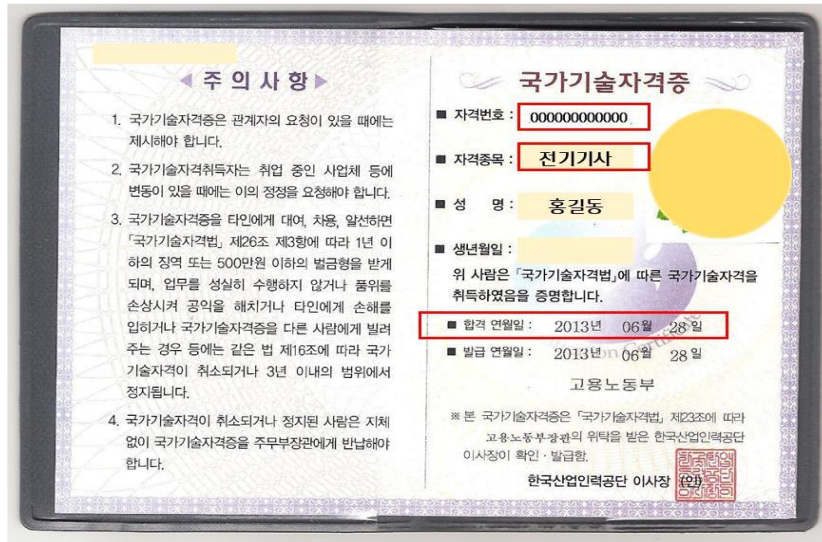 ◀ 주 의 사 항 ▶
1. 국가기술자격증은 관계자의 요청이 있을 때에는
제시해야 합니다.
2. 국가기술자격취득자는 취업 중인 사업체 등에
변동이 있을 때에는 이의 정정을 요청해야 합니다.
3. 국가기술자격증을 타인에게 대여, 차용, 알선하면
「국가기술자격법」 제26조 제3항에 따라 1년 이
하의 징역 또는 500만원 이하의 벌금형을 받게
되며, 업무를 성실히 수행하지 않거나 품위를
손상시켜 공익을 해치거나 타인에게 손해를
입히거나 국가기술자격증을 다른 사람에게 빌려
주는 경우 등에는 같은 법 제16조에 따라 국가
기술자격이 취소되거나 3년 이내의 범위에서
정지됩니다.
4. 국가기술자격이 취소되거나 정지된 사람은 지체
없이 국가기술자격증을 주무부장관에게 반납해야
합니다.
국가기술자격증
■ 자격번호 : 000000000000
■ 자격종목 : 전기기사
■ 성 명 : 홍길동
■ 생년월일 :
위 사람은 「국가기술자격법」에 따른 국가기술자격을
취득하였음을 증명합니다.
■ 합격 연월일 : 2013년 06월 28일
■ 발급 연월일 : 2013년 06월 28일
고용노동부
※ 본 국가기술자격증은 「국가기술자격법」 제23조에 따라
고용노동부장관의 위탁을 받은 한국산업인력공단
이사장이 확인 · 발급함.
한국산업인력공단 이사장 (인)